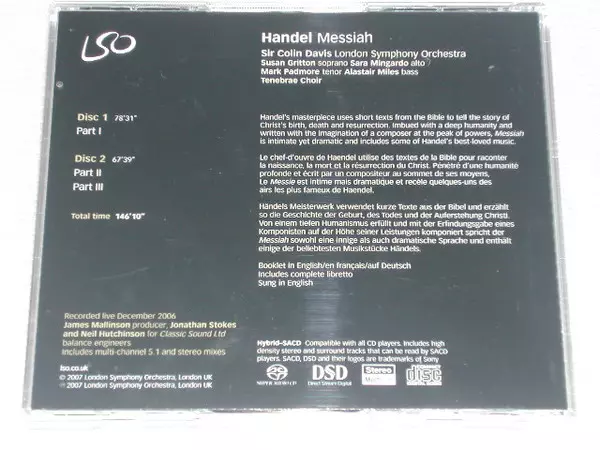 LSO
Handel Messiah
Sir Colin Davis London Symphony Orchestra
Susan Gritton soprano Sara Mingardo alto
Mark Padmore tenor Alastair Miles bass
Tenebrae Choir
Disc 1 78'31"
Part I
Disc 2 67'39"
Part II
Part III
Total time 146'10"
Handel's masterpiece uses short texts from the Bible to tell the story of
Christ's birth, death and resurrection. Imbued with a deep humanity and
written with the imagination of a composer at the peak of powers, Messiah
is intimate yet dramatic and includes some of Handel's best-loved music.
Le chef-d'ouvre de Haendel utilise des textes de la Bible pour raconter
la naissance, la mort et la résurrection du Christ. Pénétré d'une humanité
profonde et écrit par un compositeur au sommet de ses moyens,
Le Messie est intime mais dramatique et recèle quelques-uns des
airs les plus fameux de Haendel.
Händels Meisterwerk verwendet kurze Texte aus der Bibel und erzählt
so die Geschichte der Geburt, des Todes und der Auferstehung Christi.
Von einem tiefen Humanismus erfüllt und mit der Erfindungsgabe eines
Komponisten auf der Höhe seiner Leistungen komponiert spricht der
Messiah sowohl eine innige als auch dramatische Sprache und enthält
einige der beliebtesten Musikstücke Händels.
Booklet in English/en français/auf Deutsch
Includes complete libretto
Sung in English
Recorded live December 2006
James Mallinson producer, Jonathan Stokes
and Neil Hutchinson for Classic Sound Ltd
balance engineers
Includes multi-channel 5.1 and stereo mixes
lso.co.uk
℗ 2007 London Symphony Orchestra, London UK
© 2007 London Symphony Orchestra, London UK
Hybrid-SACD Compatible with all CD players. Includes high
density stereo and surround tracks that can be read by SACD
players. SACD, DSD and their logos are trademarks of Sony
SUPER AUDIO CD
DSD
Direct Stream Digital
Stereo
Multi-ch
COMPACT
disc
DIGITAL AUDIO